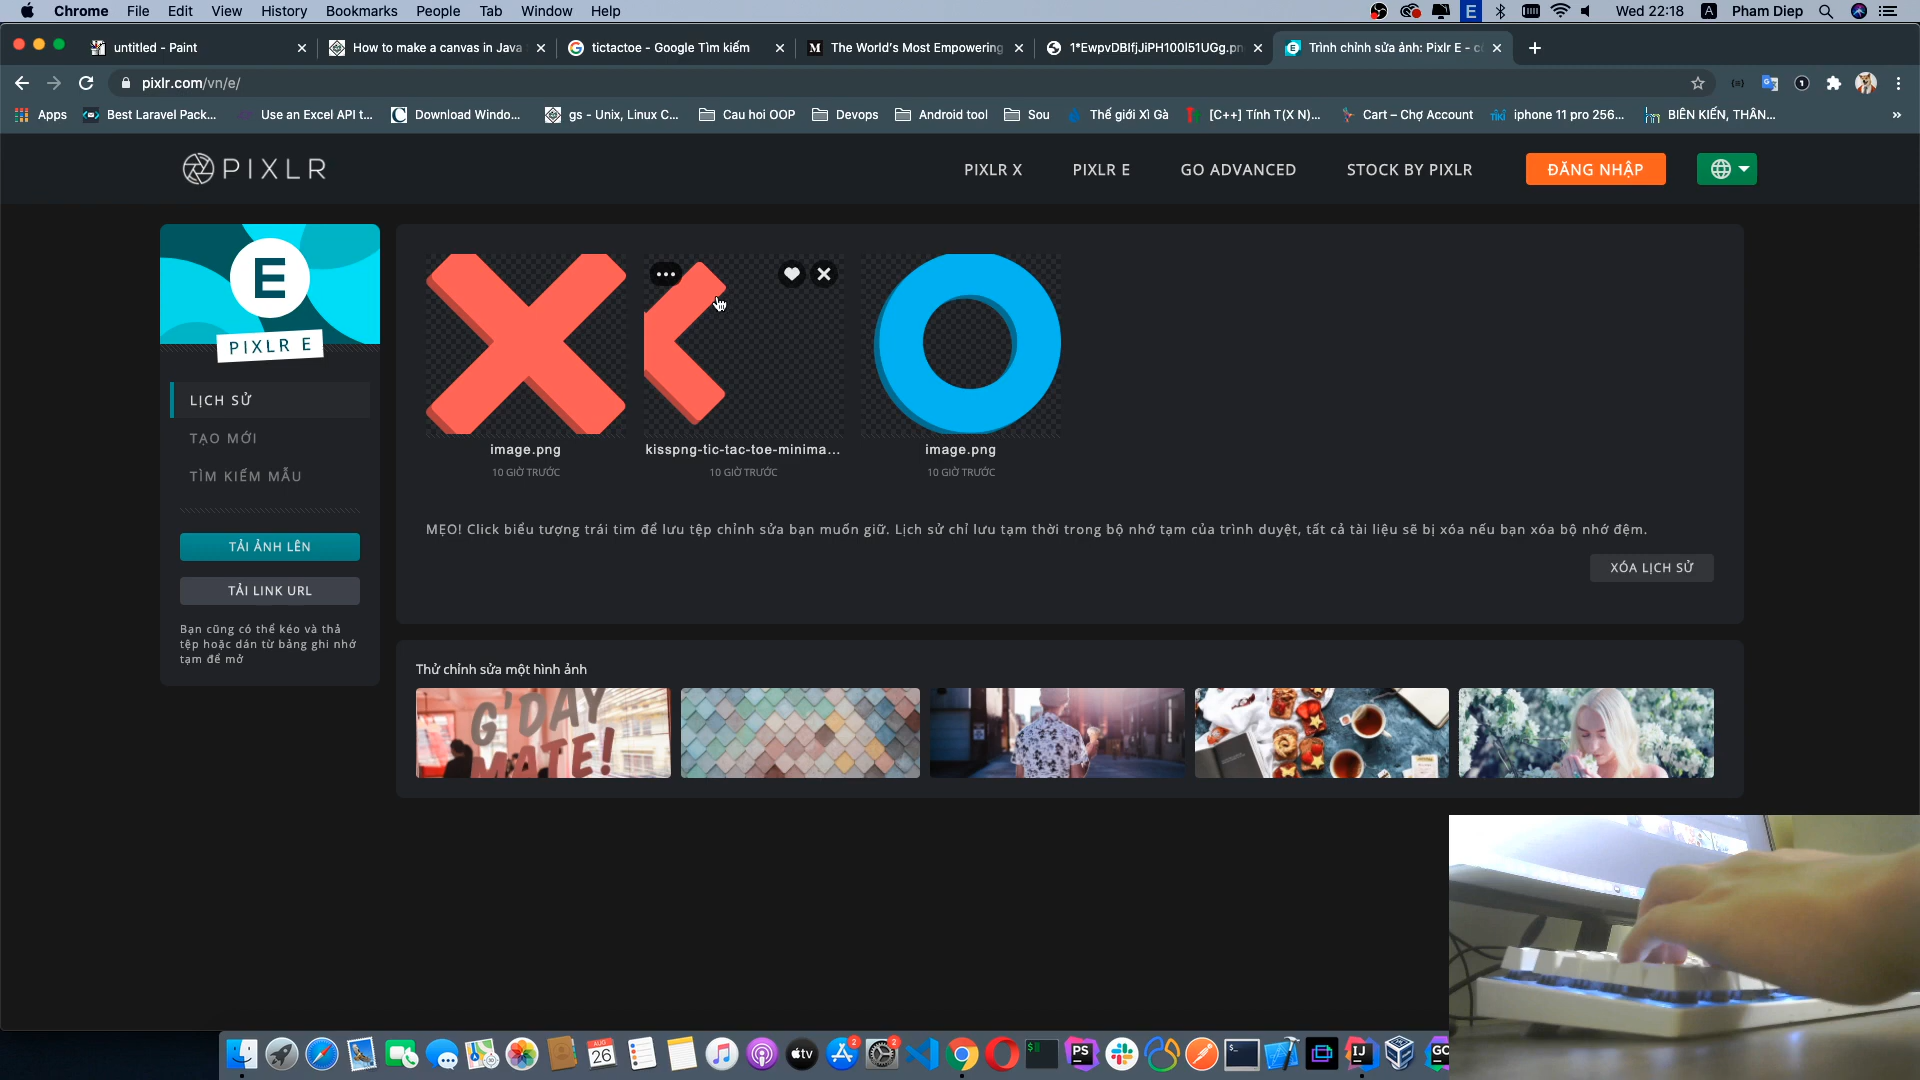 Chrome File Edit View History Bookmarks People Tab Window Help
E Wed 22:18 A Pham Diep
untitled - Paint
How to make a canvas in Java
tictactoe - Google Tìm kiếm
The World's Most Empowering
Trình chỉnh sửa ảnh: Pixlr E - c
pixlr.com/vn/e/
Apps
Best Laravel Pack...
Use an Excel API t...
Download Windo...
gs - Unix, Linux C...
Cau hoi OOP
Devops
Android tool
Sou
Thế giới Xì Gà
[C++] Tính T(X N)...
Cart – Chợ Account
iphone 11 pro 256...
BIÊN KIẾN, THÂN...
PIXLR
PIXLR X
PIXLR E
GO ADVANCED
STOCK BY PIXLR
ĐĂNG NHẬP
E
PIXLR E
LỊCH SỬ
TẠO MỚI
TÌM KIẾM MẪU
TẢI ẢNH LÊN
TẢI LINK URL
Bạn cũng có thể kéo và thả
tệp hoặc dán từ bảng ghi nhớ
tạm để mở
image.png
10 GIỜ TRƯỚC
kisspng-tic-tac-toe-minima...
10 GIỜ TRƯỚC
image.png
10 GIỜ TRƯỚC
MẸO! Click biểu tượng trái tim để lưu tệp chỉnh sửa bạn muốn giữ. Lịch sử chỉ lưu tạm thời trong bộ nhớ tạm của trình duyệt, tất cả tài liệu sẽ bị xóa nếu bạn xóa bộ nhớ đệm.
XÓA LỊCH SỬ
Thử chỉnh sửa một hình ảnh
G'DAY
MATE!
AUG
26
tv
2
2
PS
IJ
GO